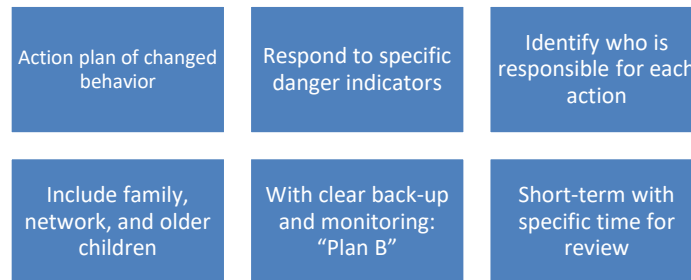 Action plan of changed
behavior
Respond to specific
danger indicators
Identify who is
responsible for each
action
Include family,
network, and older
children
With clear back-up
and monitoring:
“Plan B”
Short-term with
specific time for
review